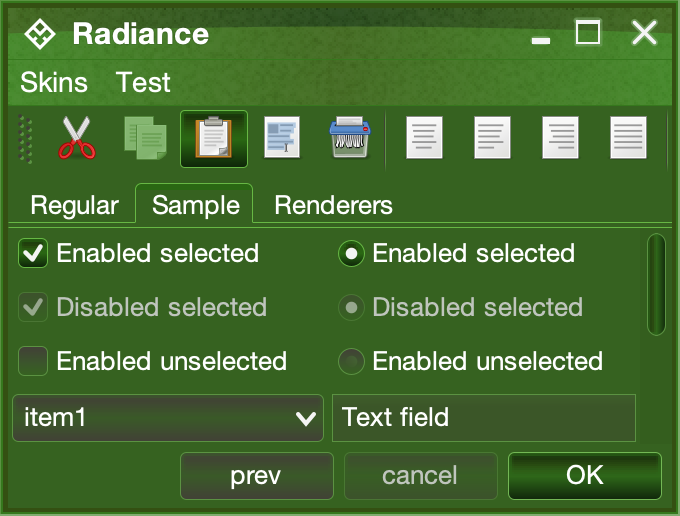 Radiance
Skins Test
Regular Sample Renderers
Enabled selected Enabled selected
Disabled selected Disabled selected
Enabled unselected Enabled unselected
item1 Text field
prev cancel OK